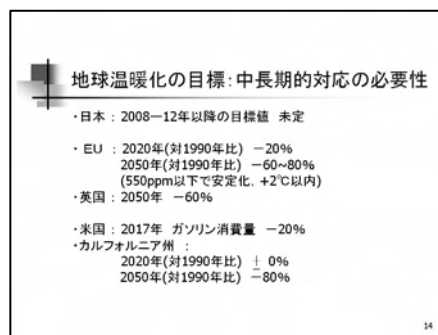 地球温暖化の目標：中長期的対応の必要性
・日本 : 2008－12年以降の目標値 未定
・EU : 2020年(対1990年比) －20%
2050年(対1990年比) －60~80%
(550ppm以下で安定化, +2℃以内)
・英国 : 2050年 －60%
・米国 : 2017年 ガソリン消費量 －20%
・カルフォルニア州 :
2020年(対1990年比) ± 0%
2050年(対1990年比) －80%
14